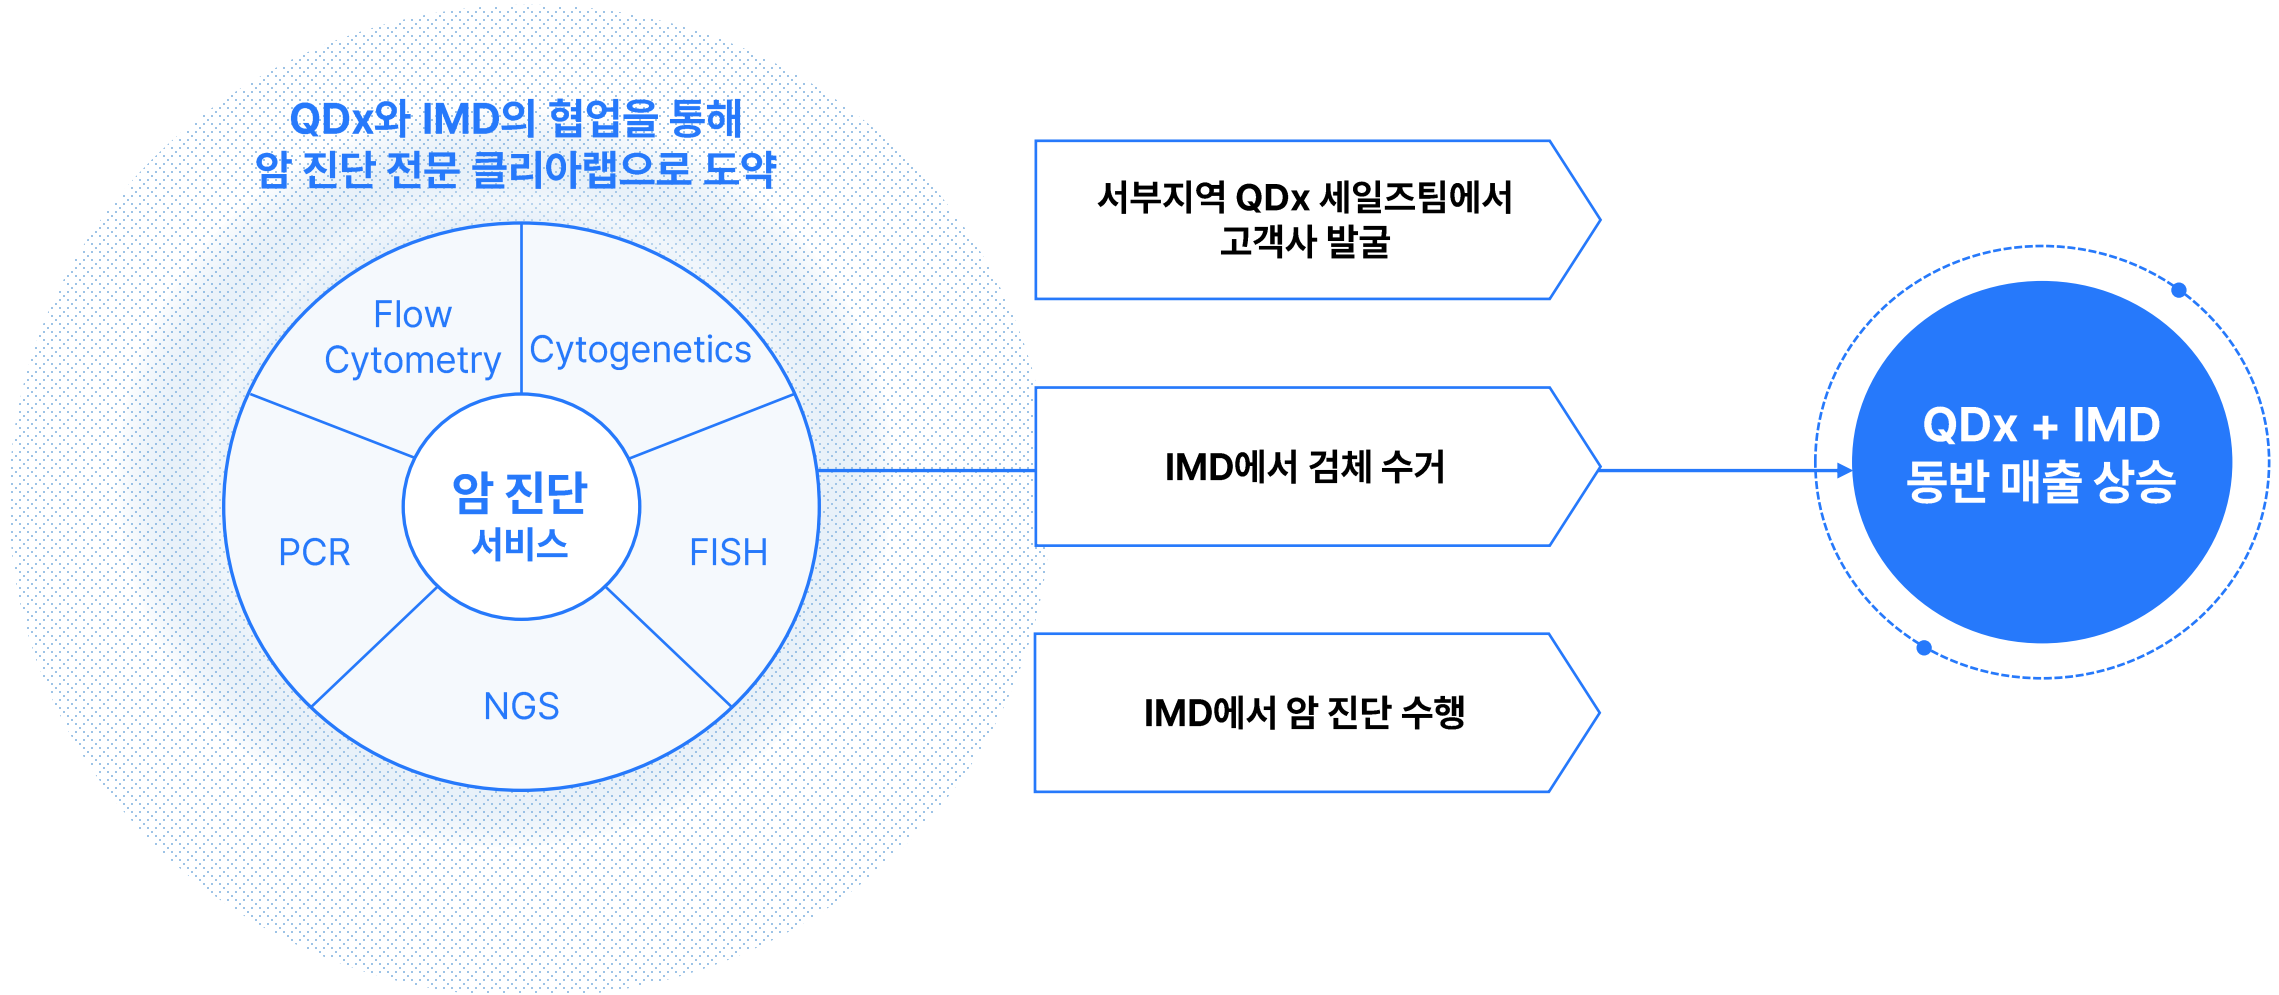 QDx와 IMD의 협업을 통해
암 진단 전문 클리아랩으로 도약
Flow
Cytometry
Cytogenetics
암 진단
서비스
PCR
FISH
NGS
서부지역 QDx 세일즈팀에서
고객사 발굴
IMD에서 검체 수거
IMD에서 암 진단 수행
QDx + IMD
동반 매출 상승